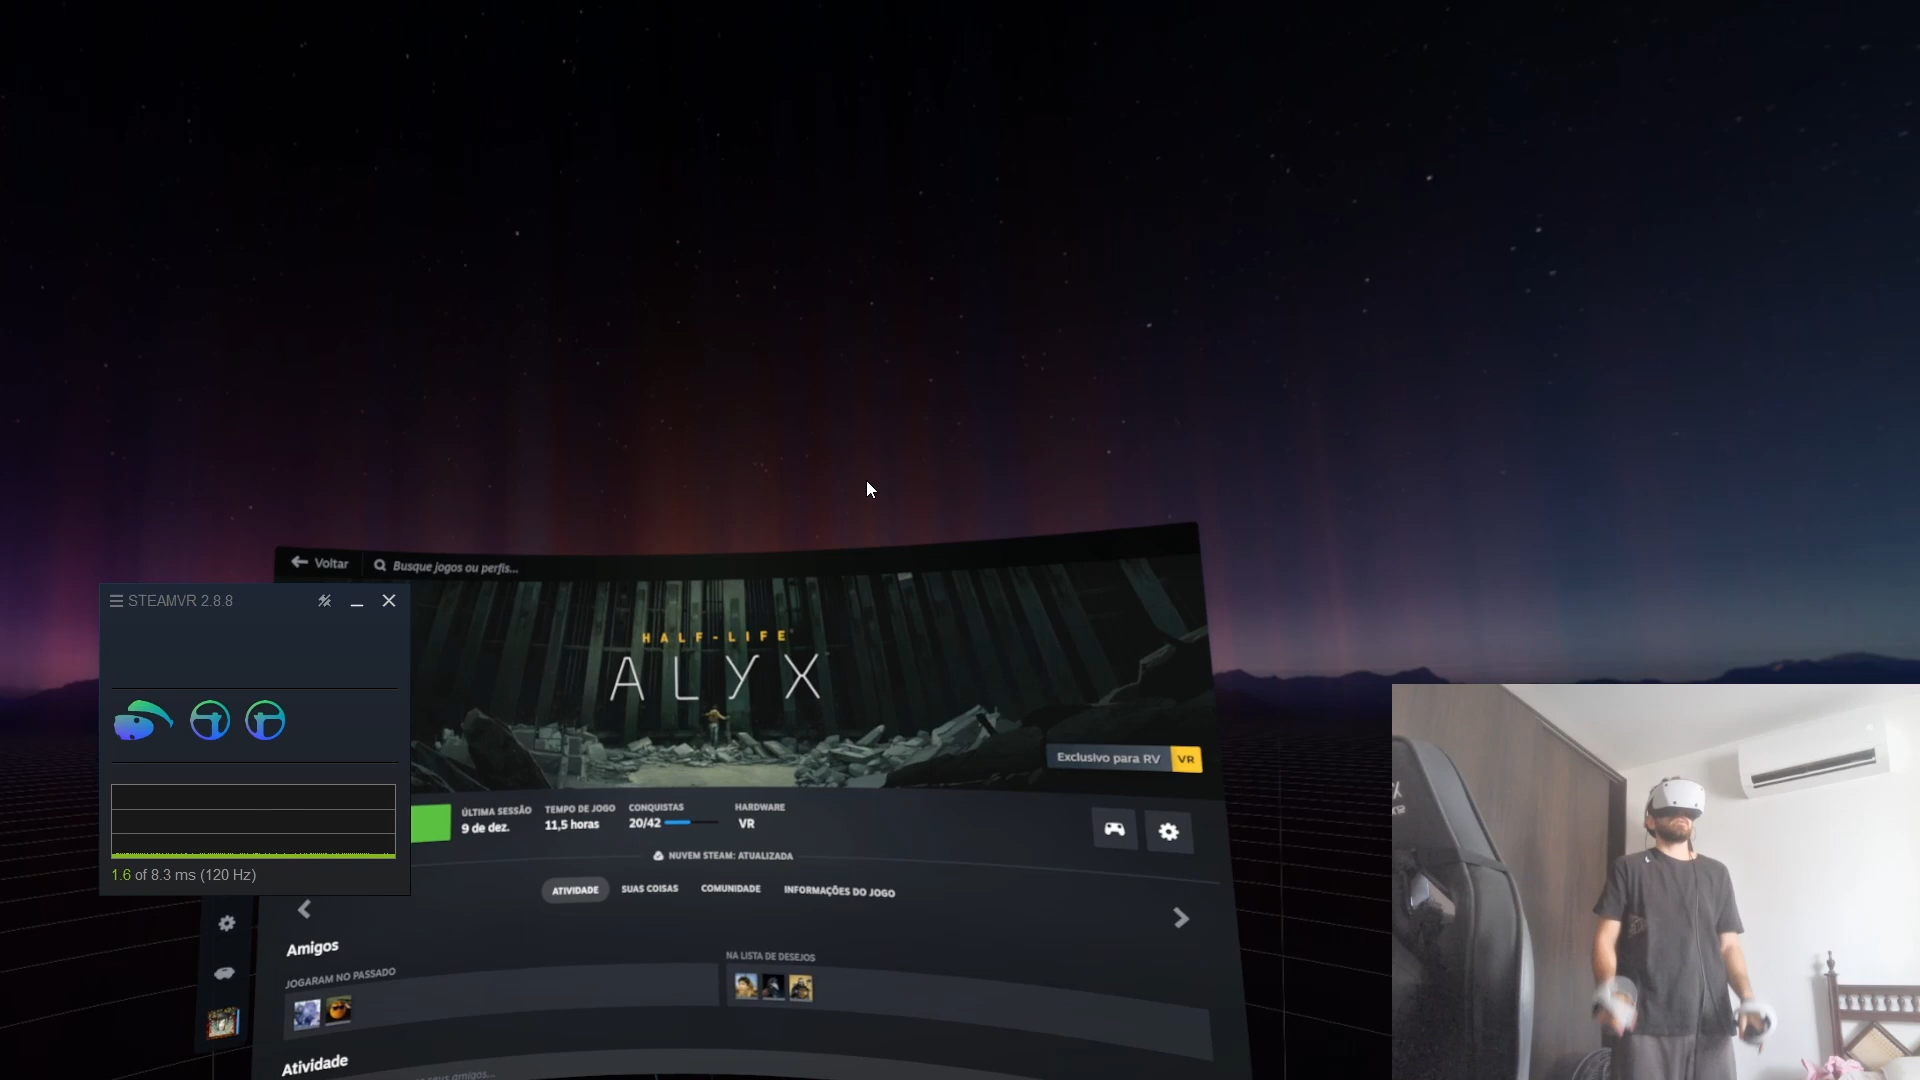 Voltar
Busque jogos ou perfis...
STEAMVR 2.8.8
HALF-LIFE
ALYX
Exclusivo para RV VR
ÚLTIMA SESSÃO
9 de dez.
TEMPO DE JOGO
11,5 horas
CONQUISTAS
20/42
HARDWARE
VR
NUVEM STEAM: ATUALIZADA
1.6 of 8.3 ms (120 Hz)
ATIVIDADE SUAS COISAS COMUNIDADE INFORMAÇÕES DO JOGO
Amigos
JOGARAM NO PASSADO
NA LISTA DE DESEJOS
Atividade
seus amigos...